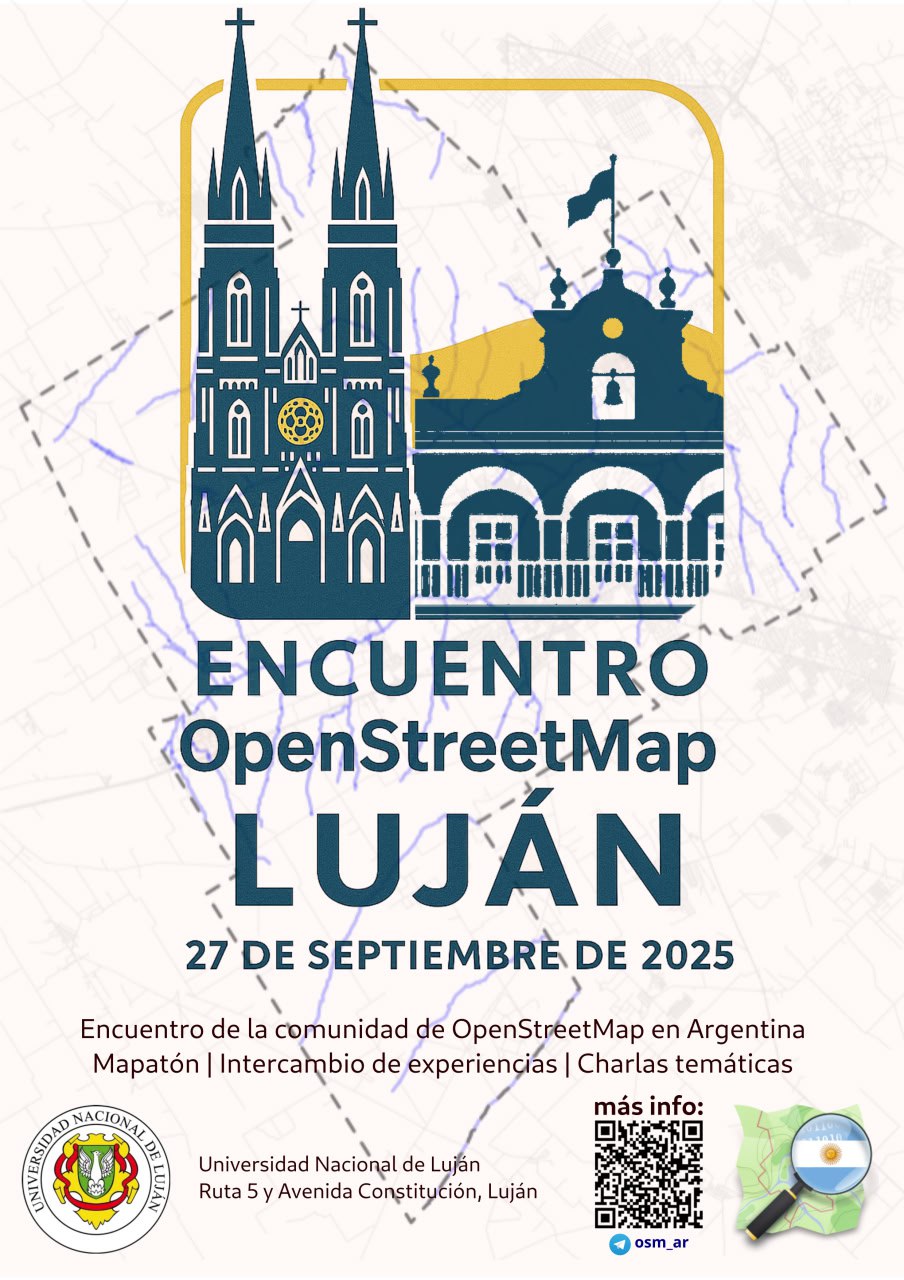 ENCUENTRO
OpenStreetMap
LUJÁN
27 DE SEPTIEMBRE DE 2025
Encuentro de la comunidad de OpenStreetMap en Argentina
Mapatón | Intercambio de experiencias | Charlas temáticas
UNIVERSIDAD NACIONAL DE LUJÁN
Universidad Nacional de Luján
Ruta 5 y Avenida Constitución, Luján
más info:
osm_ar